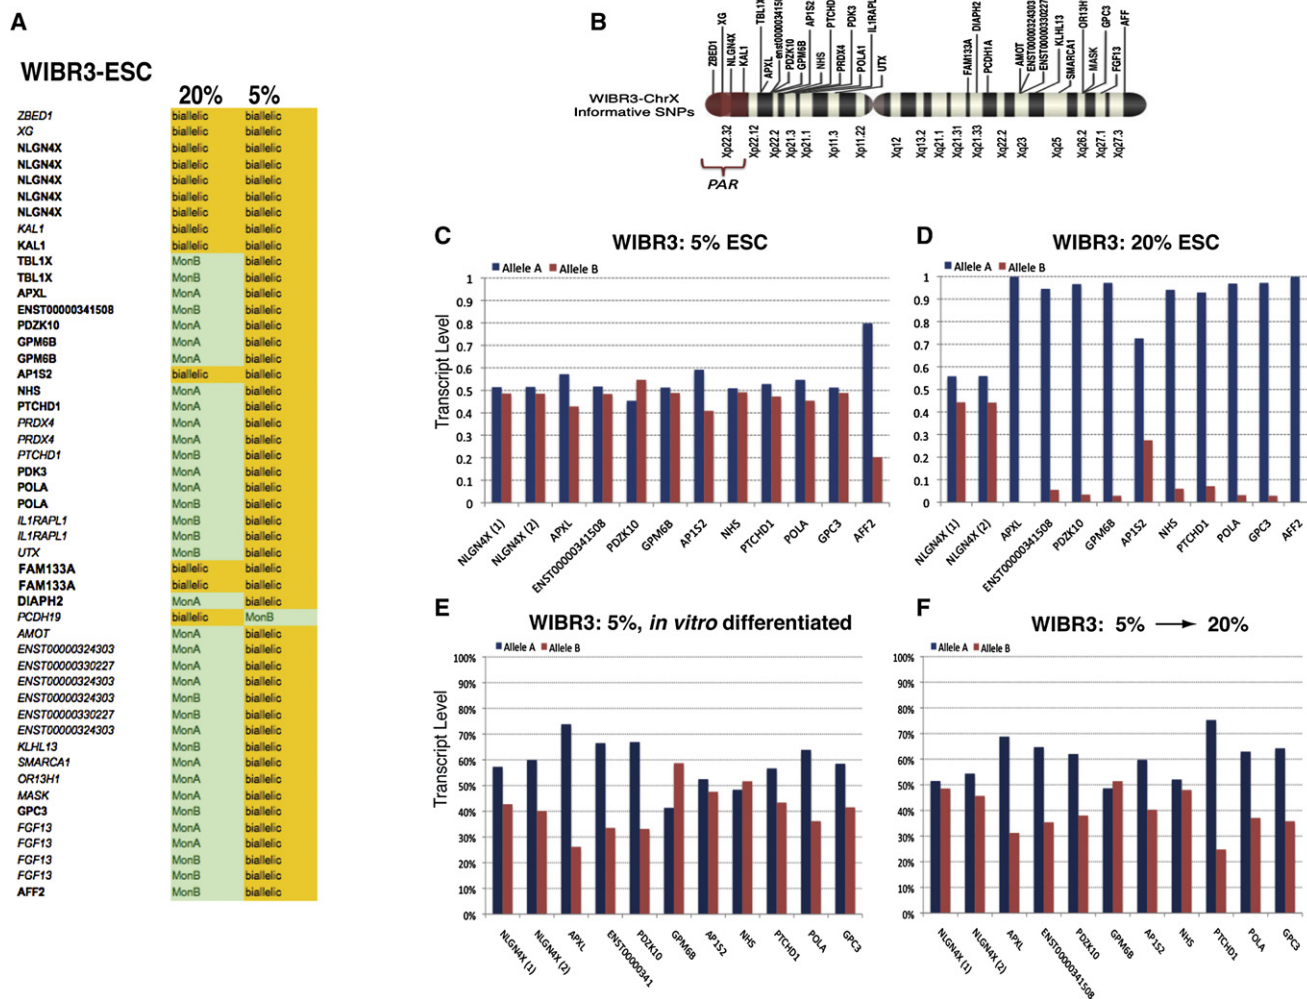 A
WIBR3-ESC
20% 5%
ZBED1 biallelic biallelic
XG biallelic biallelic
NLGN4X biallelic biallelic
NLGN4X biallelic biallelic
NLGN4X biallelic biallelic
NLGN4X biallelic biallelic
NLGN4X biallelic biallelic
KAL1 biallelic biallelic
KAL1 biallelic biallelic
TBL1X MonB biallelic
TBL1X MonB biallelic
APXL MonA biallelic
ENST00000341508 MonB biallelic
PDZK10 MonA biallelic
GPM6B MonA biallelic
GPM6B MonA biallelic
AP1S2 biallelic biallelic
NHS MonA biallelic
PTCHD1 MonA biallelic
PRDX4 MonA biallelic
PRDX4 MonA biallelic
PTCHD1 MonB biallelic
PDK3 MonA biallelic
POLA MonA biallelic
POLA MonB biallelic
IL1RAPL1 MonB biallelic
IL1RAPL1 MonB biallelic
UTX MonB biallelic
FAM133A biallelic biallelic
FAM133A biallelic biallelic
DIAPH2 MonA biallelic
PCDH19 biallelic MonB
AMOT MonA biallelic
ENST00000324303 MonA biallelic
ENST00000330227 MonA biallelic
ENST00000324303 MonA biallelic
ENST00000324303 MonB biallelic
ENST00000330227 MonB biallelic
ENST00000324303 MonA biallelic
KLHL13 MonB biallelic
SMARCA1 MonA biallelic
OR13H1 MonA biallelic
MASK MonA biallelic
GPC3 MonB biallelic
FGF13 MonA biallelic
FGF13 MonA biallelic
FGF13 MonB biallelic
FGF13 MonB biallelic
AFF2 MonB biallelic
B
ZBED1
XG
NLGN4X
KAL1
TBL1X
APXL
PDZK10
GPM6B
AP1S2
NHS
PTCHD
PRDX4
PDK3
POLA1
IL1RAPL
UTX
FAM133A
DIAPH2
PCDH1A
AMOT
ENST00000324303
ENST00000330227
KLHL13
SMARCA1
OR13H
MASK
GPC3
FGF13
AFF
WIBR3-ChrX
Informative SNPs
Xp22.32
Xp22.12
Xp22.2
Xp21.3
Xp21.1
Xp11.3
Xp11.22
Xq12
Xq13.2
Xq21.1
Xq21.31
Xq21.33
Xq22.2
Xq23
Xq25
Xq26.2
Xq27.1
Xq27.3
PAR
C
WIBR3: 5% ESC
Allele A Allele B
Transcript Level
1
0.9
0.8
0.7
0.6
0.5
0.4
0.3
0.2
0.1
0
NLGN4X (1)
NLGN4X (2)
APXL
ENST00000341508
PDZK10
GPM6B
AP1S2
NHS
PTCHD1
POLA
GPC3
AFF2
D
WIBR3: 20% ESC
Allele A Allele B
1
0.9
0.8
0.7
0.6
0.5
0.4
0.3
0.2
0.1
0
NLGN4X (1)
NLGN4X (2)
APXL
ENST00000341508
PDZK10
GPM6B
AP1S2
NHS
PTCHD1
POLA
GPC3
AFF2
E
WIBR3: 5%, in vitro differentiated
Allele A Allele B
Transcript Level
100%
90%
80%
70%
60%
50%
40%
30%
20%
10%
0%
NLGN4X (1)
NLGN4X (2)
APXL
ENST00000341
PDZK10
GPM6B
AP1S2
NHS
PTCHD1
POLA
GPC3
F
WIBR3: 5% → 20%
Allele A Allele B
100%
90%
80%
70%
60%
50%
40%
30%
20%
10%
0%
NLGN4X (1)
NLGN4X (2)
APXL
ENST00000341508
PDZK10
GPM6B
AP1S2
NHS
PTCHD1
POLA
GPC3